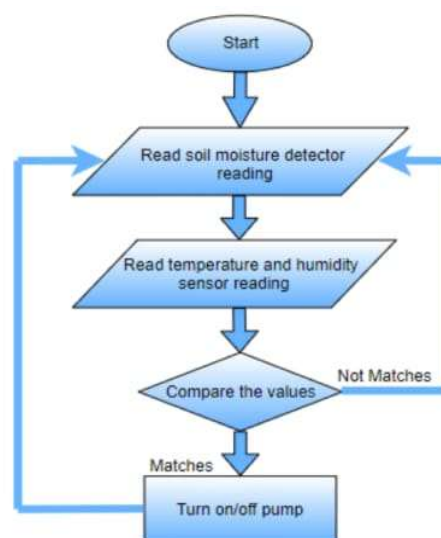 Start
Read soil moisture detector
reading
Read temperature and humidity
sensor reading
Compare the values
Not Matches
Matches
Turn on/off pump